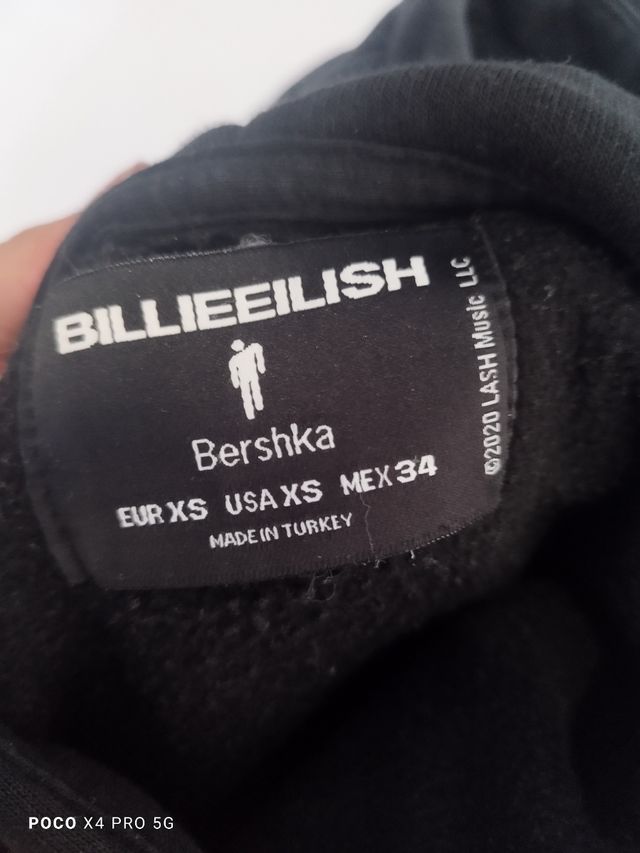 BILLIEEILISH
Bershka
EUR XS USA XS MEX 34
MADE IN TURKEY
©2020 LASH Music LLC
POCO X4 PRO 5G